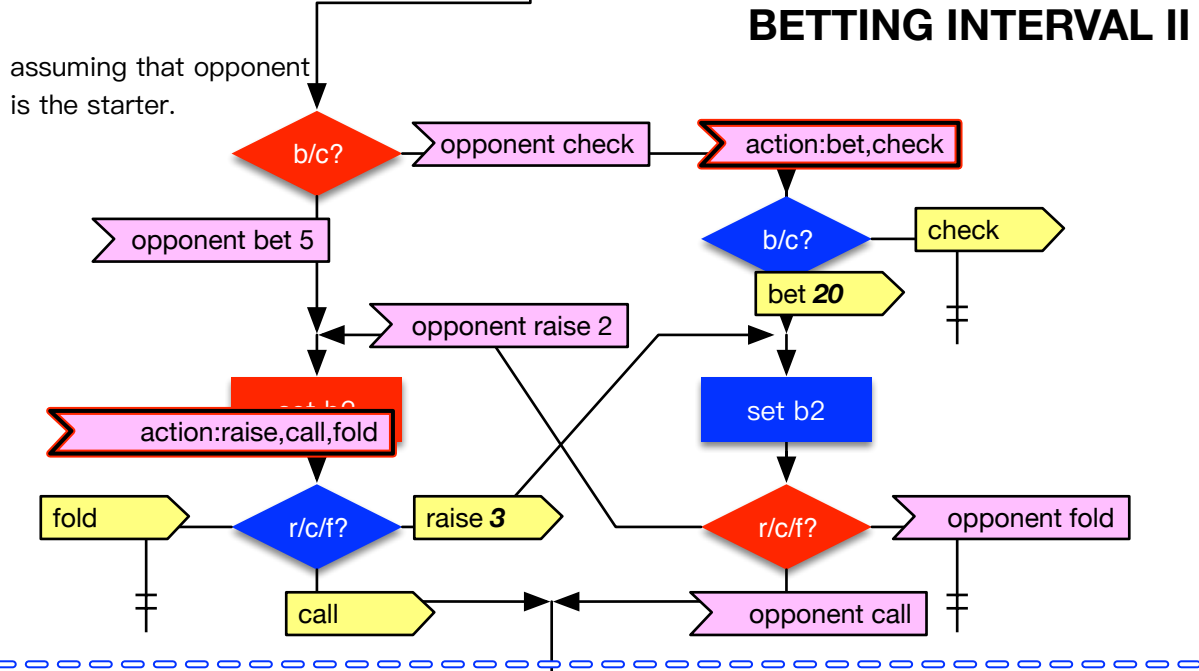 BETTING INTERVAL II
assuming that opponent
is the starter.
b/c?
opponent check
action:bet,check
opponent bet 5
b/c?
check
bet 20
opponent raise 2
set b2
action:raise,call,fold
fold
r/c/f?
raise 3
r/c/f?
opponent fold
call
opponent call